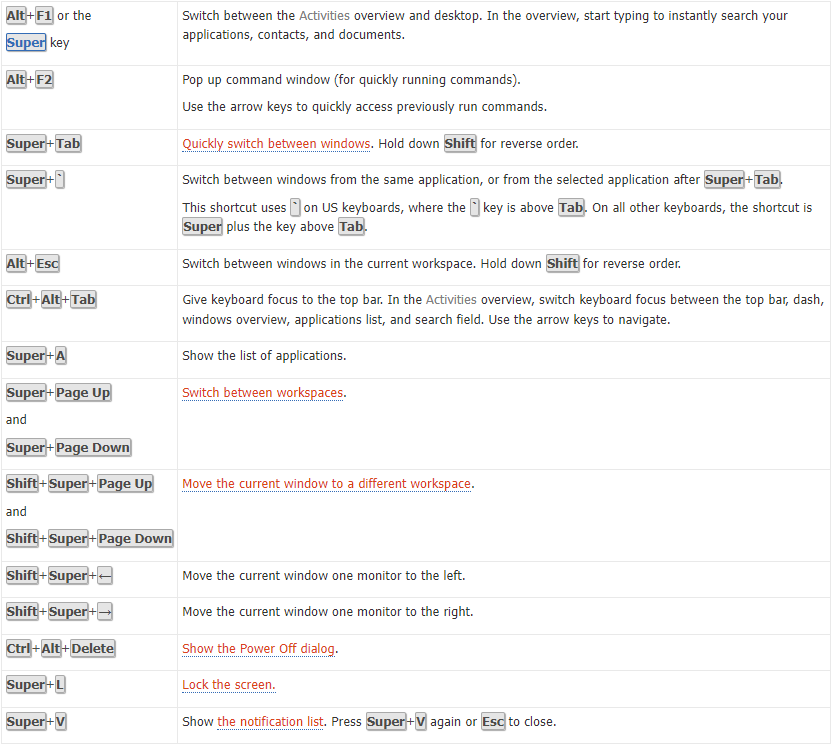 Alt+F1 or the
Super key
Switch between the Activities overview and desktop. In the overview, start typing to instantly search your
applications, contacts, and documents.
Alt+F2
Pop up command window (for quickly running commands).
Use the arrow keys to quickly access previously run commands.
Super+Tab
Quickly switch between windows. Hold down Shift for reverse order.
Super+`
Switch between windows from the same application, or from the selected application after Super+Tab.
This shortcut uses ` on US keyboards, where the ` key is above Tab. On all other keyboards, the shortcut is
Super plus the key above Tab.
Alt+Esc
Switch between windows in the current workspace. Hold down Shift for reverse order.
Ctrl+Alt+Tab
Give keyboard focus to the top bar. In the Activities overview, switch keyboard focus between the top bar, dash,
windows overview, applications list, and search field. Use the arrow keys to navigate.
Super+A
Show the list of applications.
Super+Page Up
and
Super+Page Down
Switch between workspaces.
Shift+Super+Page Up
and
Shift+Super+Page Down
Move the current window to a different workspace.
Shift+Super+←
Move the current window one monitor to the left.
Shift+Super+→
Move the current window one monitor to the right.
Ctrl+Alt+Delete
Show the Power Off dialog.
Super+L
Lock the screen.
Super+V
Show the notification list. Press Super+V again or Esc to close.